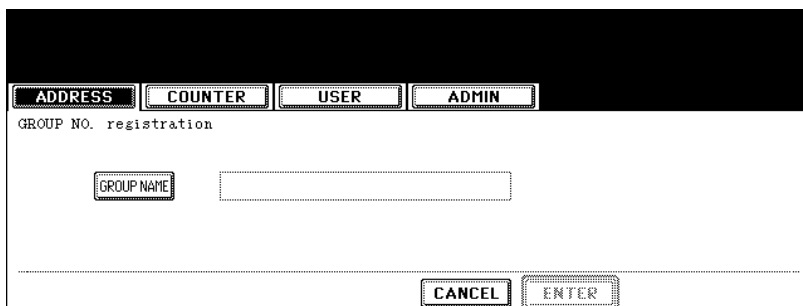 ADDRESS COUNTER USER ADMIN
GROUP NO. registration
GROUP NAME
CANCEL ENTER